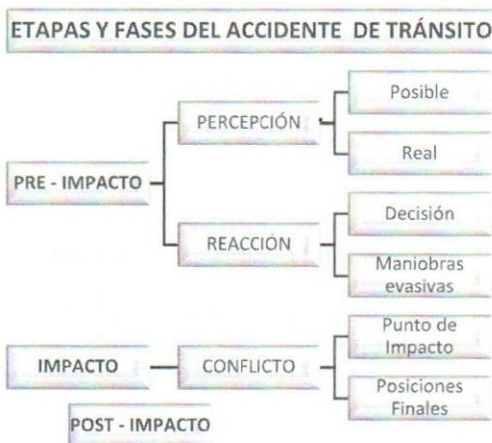 ETAPAS Y FASES DEL ACCIDENTE DE TRÁNSITO
Posible
PERCEPCIÓN
Real
PRE - IMPACTO
Decisión
REACCIÓN
Maniobras
evasivas
Punto de
Impacto
IMPACTO
CONFLICTO
Posiciones
Finales
POST - IMPACTO